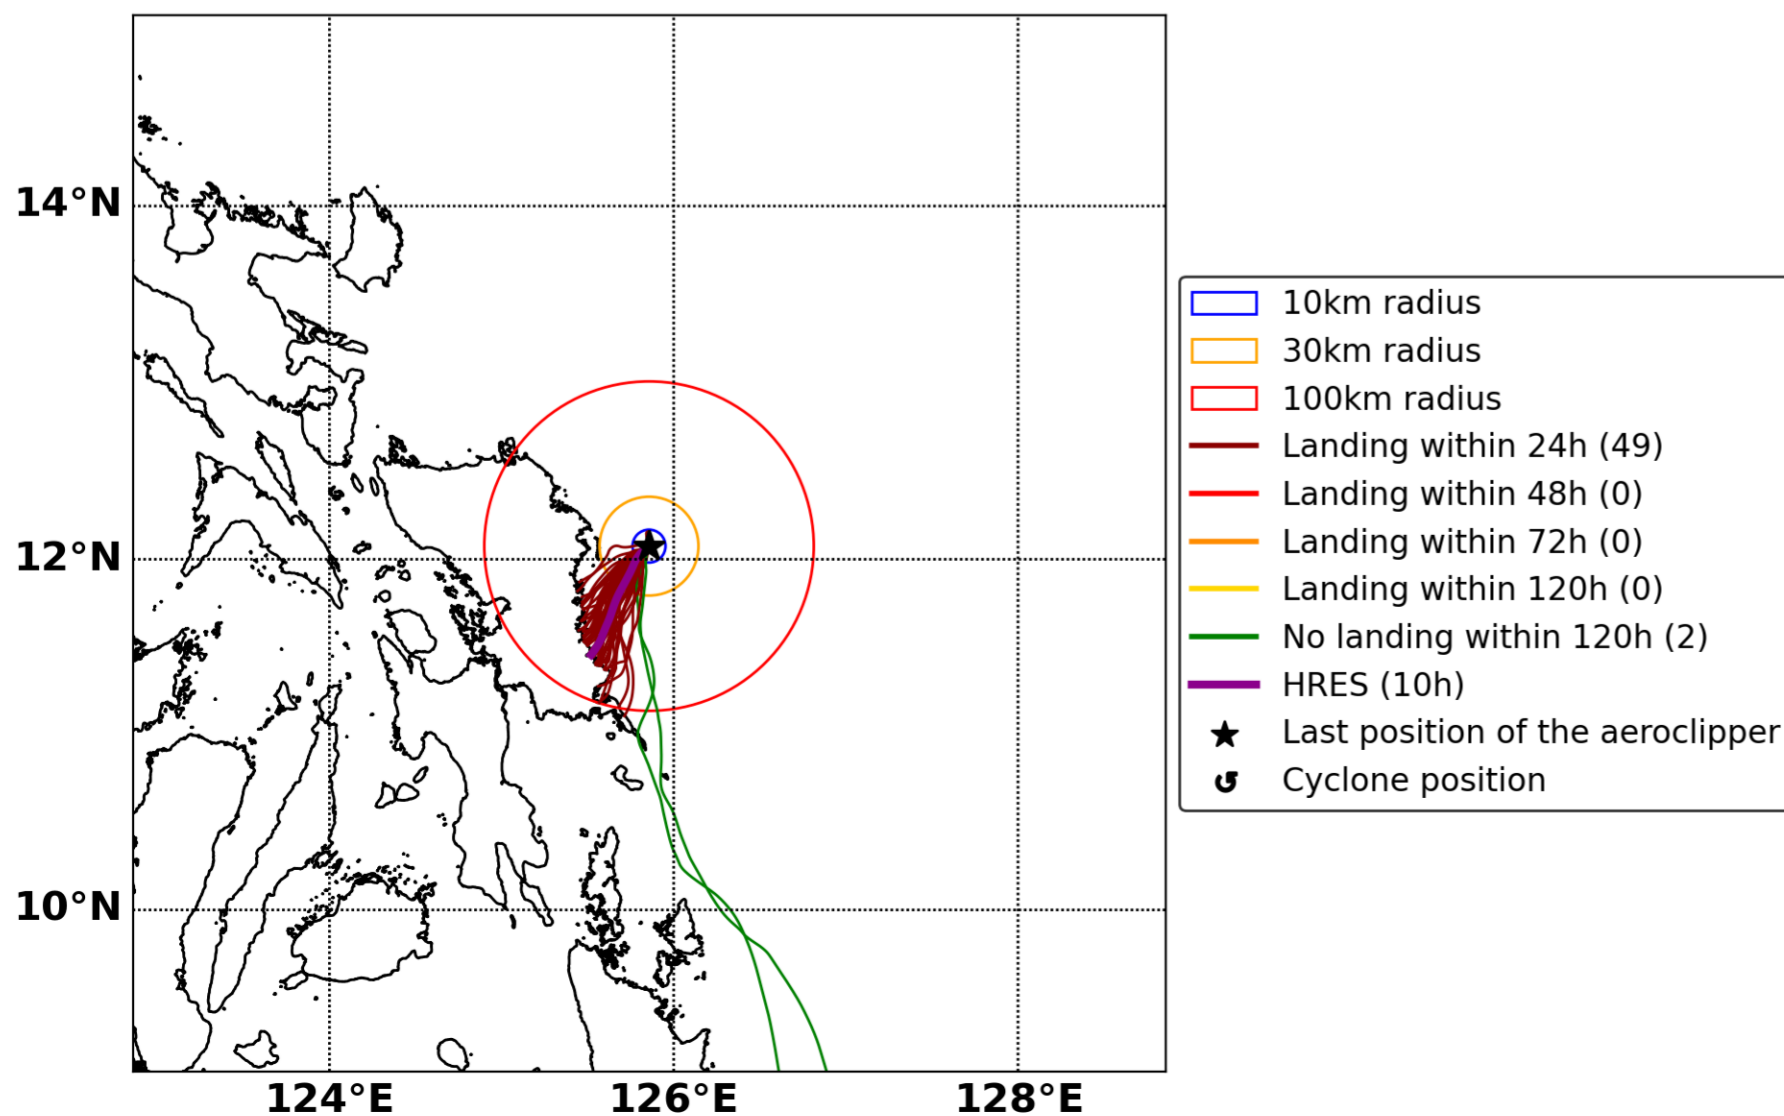 14°N
12°N
10°N
124°E
126°E
128°E
10km radius
30km radius
100km radius
Landing within 24h (49)
Landing within 48h (0)
Landing within 72h (0)
Landing within 120h (0)
No landing within 120h (2)
HRES (10h)
Last position of the aeroclipper
Cyclone position